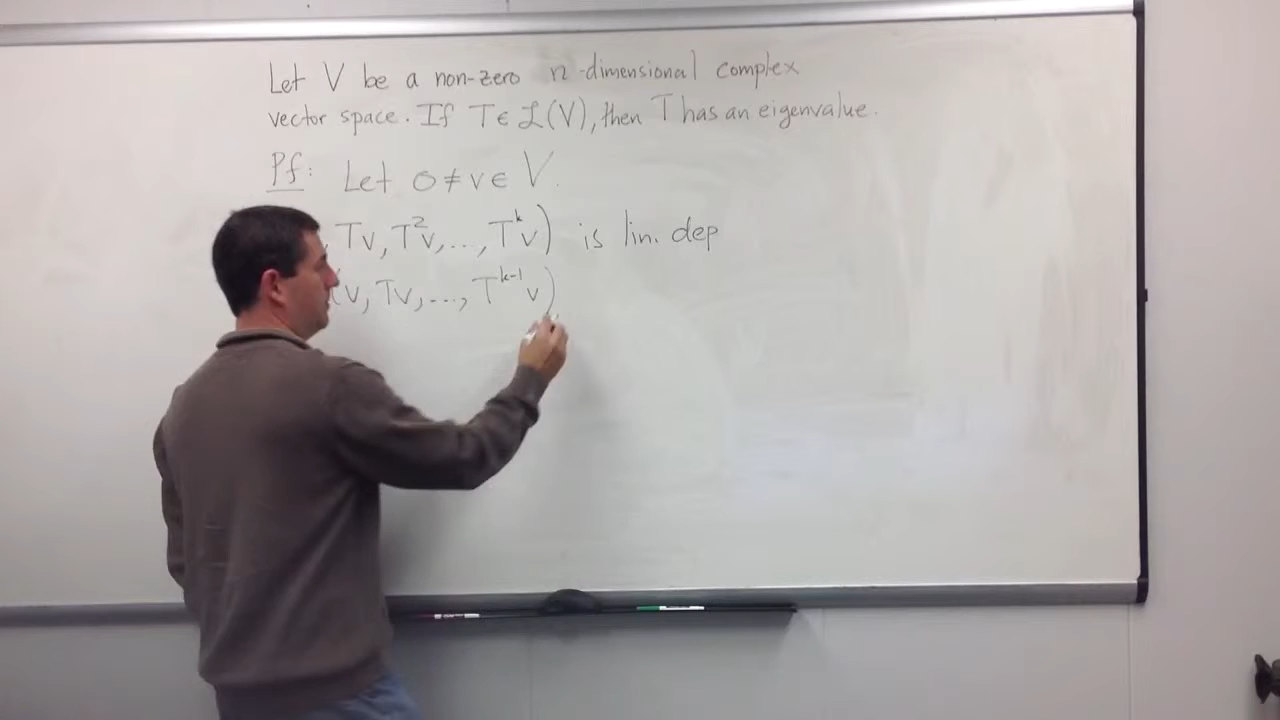 Let V be a non-zero n-dimensional complex
vector space. If T ∈ ℒ(V), then T has an eigenvalue.
Pf: Let 0 ≠ v ∈ V.
, Tv, T²v, ..., Tᵏv) is lin. dep
(v, Tv, ..., Tᵏ⁻¹v)